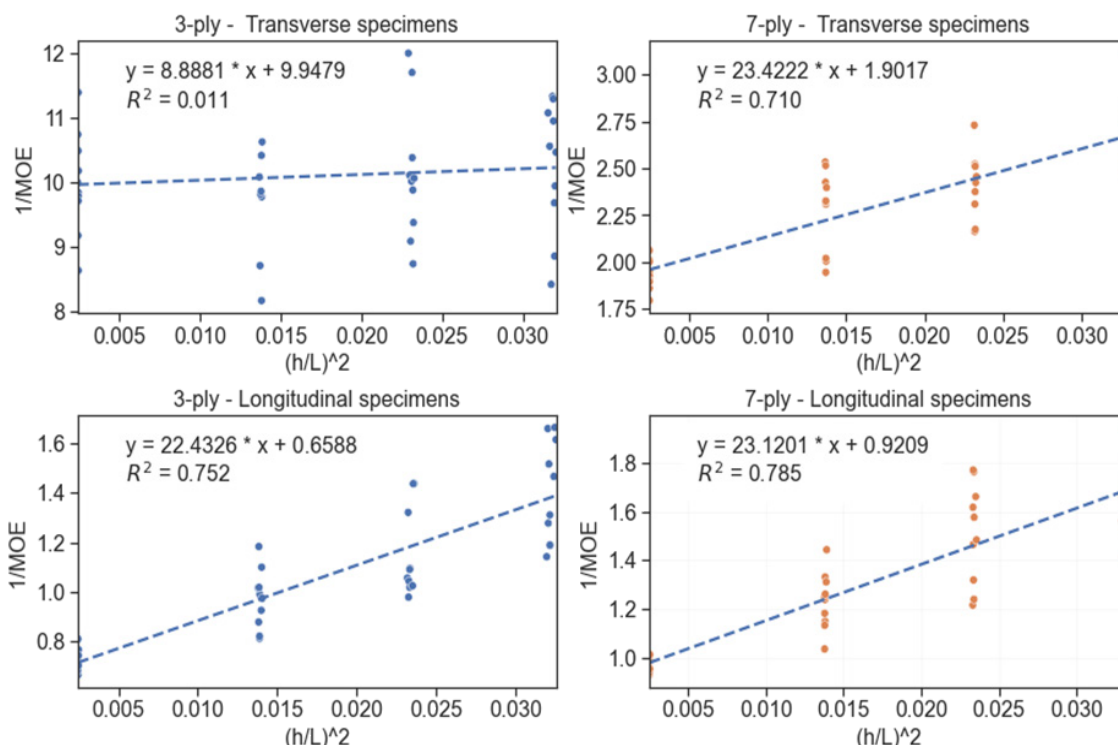 3-ply - Transverse specimens
y = 8.8881 * x + 9.9479
R² = 0.011
12
11
10
9
8
1/MOE
0.005 0.010 0.015 0.020 0.025 0.030
(h/L)^2
7-ply - Transverse specimens
y = 23.4222 * x + 1.9017
R² = 0.710
3.00
2.75
2.50
2.25
2.00
1.75
1/MOE
0.005 0.010 0.015 0.020 0.025 0.030
(h/L)^2
3-ply - Longitudinal specimens
y = 22.4326 * x + 0.6588
R² = 0.752
1.6
1.4
1.2
1.0
0.8
1/MOE
0.005 0.010 0.015 0.020 0.025 0.030
(h/L)^2
7-ply - Longitudinal specimens
y = 23.1201 * x + 0.9209
R² = 0.785
1.8
1.6
1.4
1.2
1.0
1/MOE
0.005 0.010 0.015 0.020 0.025 0.030
(h/L)^2